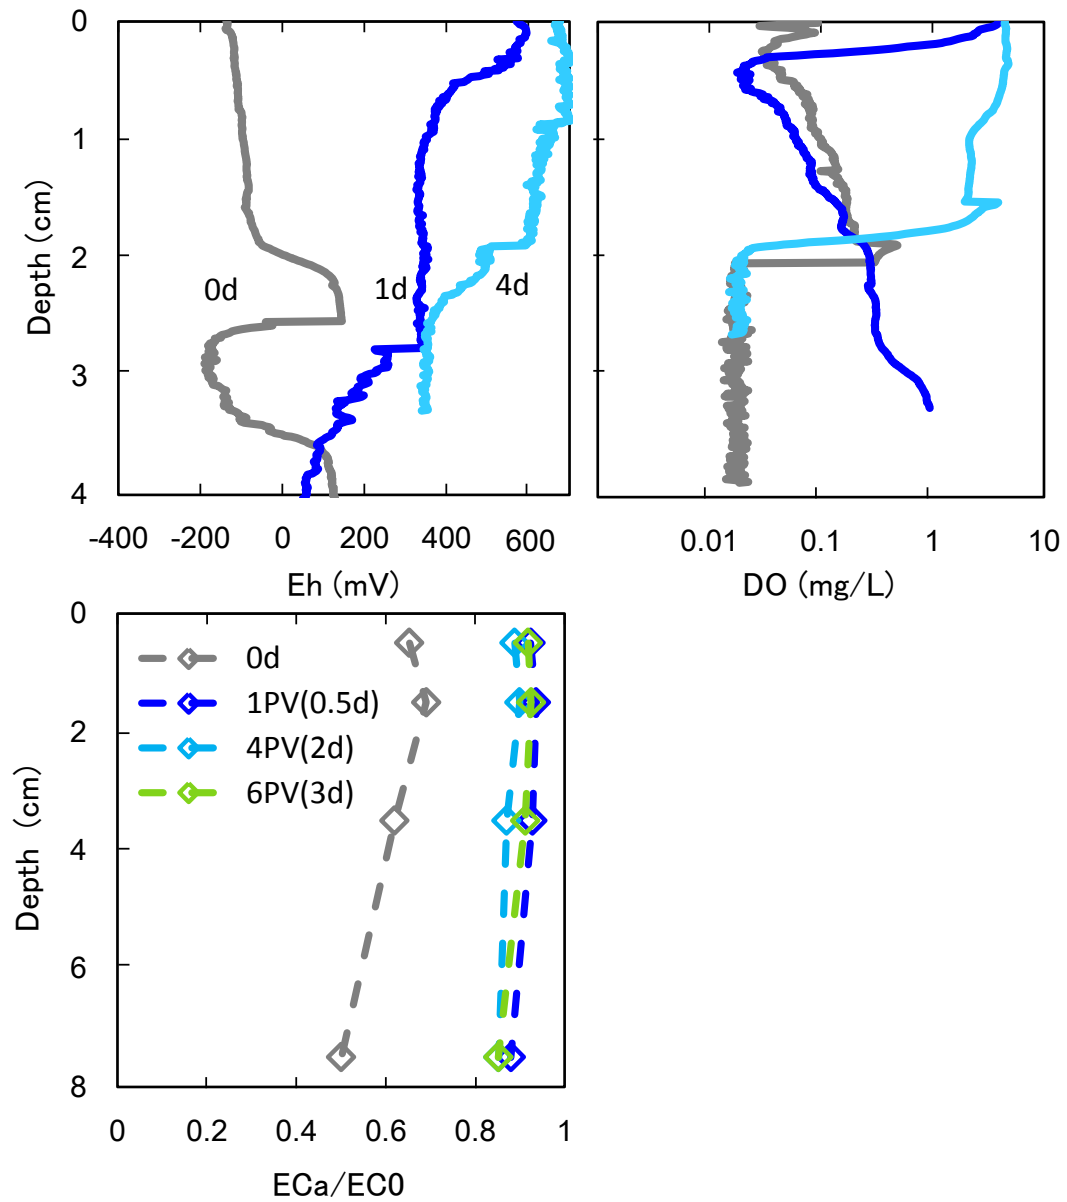 0
1
2
3
4
Depth (cm)
0d
1d
4d
-400 -200 0 200 400 600
Eh (mV)
0.01 0.1 1 10
DO (mg/L)
0
2
4
6
8
Depth (cm)
0d
1PV(0.5d)
4PV(2d)
6PV(3d)
0 0.2 0.4 0.6 0.8 1
ECa/EC0